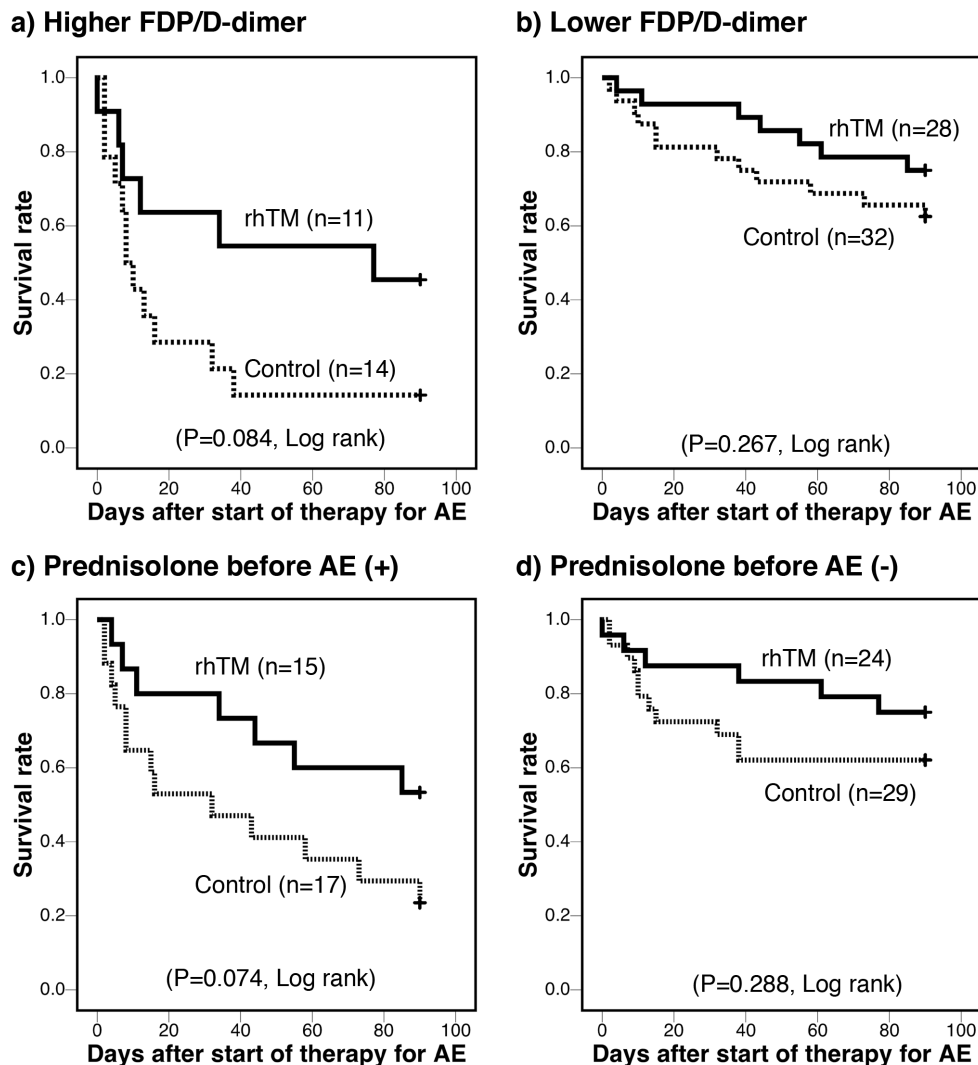 a) Higher FDP/D-dimer
1.0
0.8
0.6
0.4
0.2
0.0
Survival rate
rhTM (n=11)
Control (n=14)
(P=0.084, Log rank)
0 20 40 60 80 100
Days after start of therapy for AE
b) Lower FDP/D-dimer
1.0
0.8
0.6
0.4
0.2
0.0
Survival rate
rhTM (n=28)
Control (n=32)
(P=0.267, Log rank)
0 20 40 60 80 100
Days after start of therapy for AE
c) Prednisolone before AE (+)
1.0
0.8
0.6
0.4
0.2
0.0
Survival rate
rhTM (n=15)
Control (n=17)
(P=0.074, Log rank)
0 20 40 60 80 100
Days after start of therapy for AE
d) Prednisolone before AE (-)
1.0
0.8
0.6
0.4
0.2
0.0
Survival rate
rhTM (n=24)
Control (n=29)
(P=0.288, Log rank)
0 20 40 60 80 100
Days after start of therapy for AE